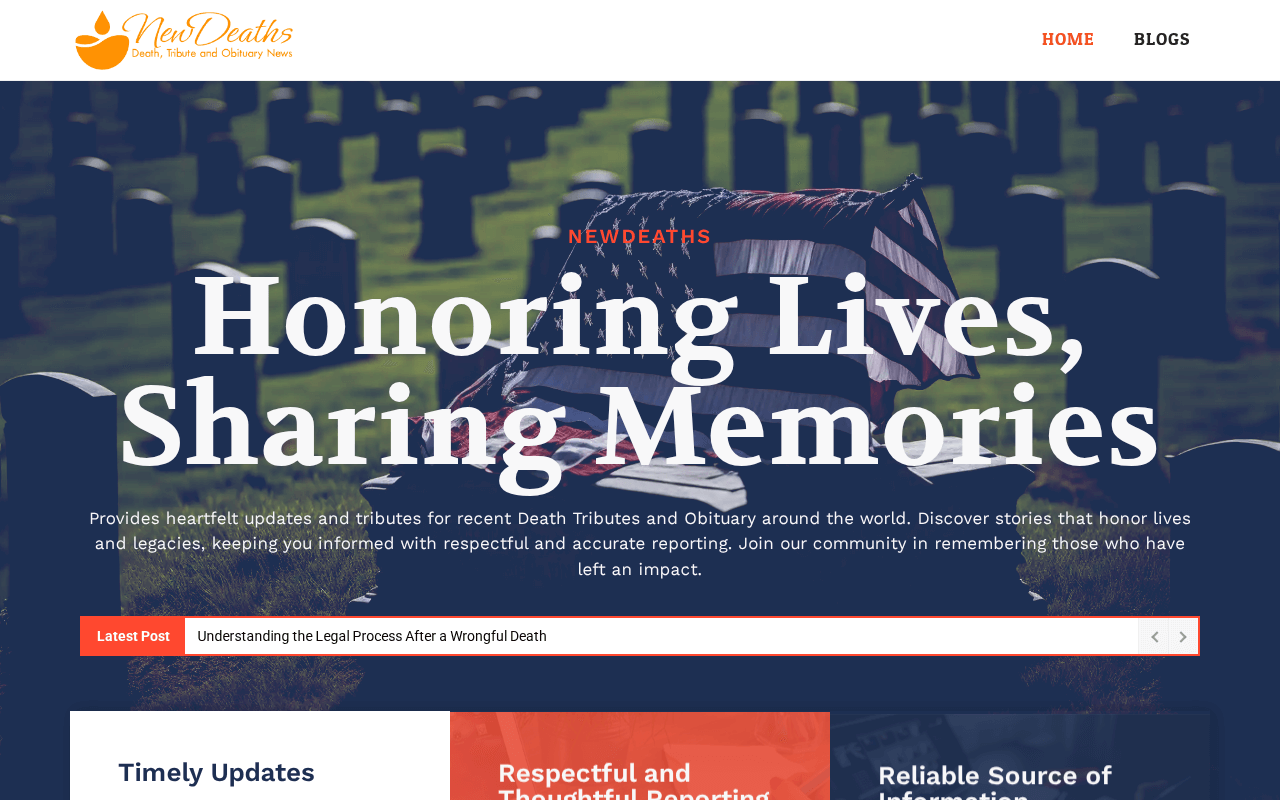 NewDeaths
Death, Tribute and Obituary News
HOME
BLOGS
NEWDEATHS
Honoring Lives,
Sharing Memories
Provides heartfelt updates and tributes for recent Death Tributes and Obituary around the world. Discover stories that honor lives
and legacies, keeping you informed with respectful and accurate reporting. Join our community in remembering those who have
left an impact.
Latest Post
Understanding the Legal Process After a Wrongful Death
Timely Updates
Respectful and
Thoughtful Reporting
Reliable Source of
Information